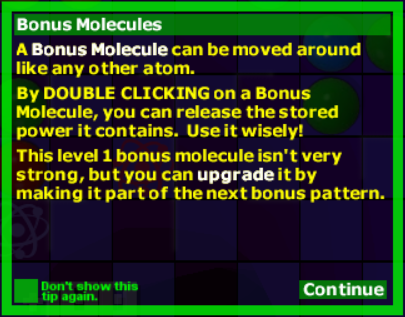 Bonus Molecules
A Bonus Molecule can be moved around
like any other atom.
By DOUBLE CLICKING on a Bonus
Molecule, you can release the stored
power it contains.  Use it wisely!
This level 1 bonus molecule isn't very
strong, but you can upgrade it by
making it part of the next bonus pattern.
Don't show this
tip again.
Continue